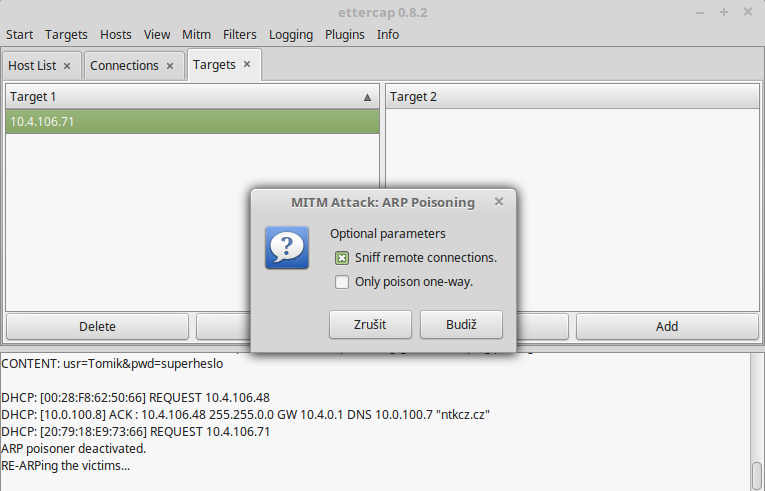 ettercap 0.8.2
Start Targets Hosts View Mitm Filters Logging Plugins Info
Host List × Connections × Targets ×
Target 1 Target 2
10.4.106.71
MITM Attack: ARP Poisoning
Optional parameters
Sniff remote connections.
Only poison one-way.
Zrušit Budiž
Delete Add
CONTENT: usr=Tomik&pwd=superheslo
DHCP: [00:28:F8:62:50:66] REQUEST 10.4.106.48
DHCP: [10.0.100.8] ACK : 10.4.106.48 255.255.0.0 GW 10.4.0.1 DNS 10.0.100.7 "ntkcz.cz"
DHCP: [20:79:18:E9:73:66] REQUEST 10.4.106.71
ARP poisoner deactivated.
RE-ARPing the victims...